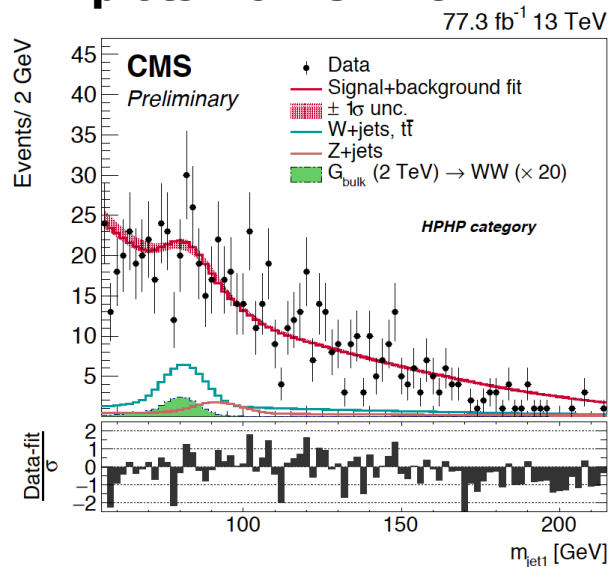 77.3 fb⁻¹ 13 TeV
CMS
Preliminary
Data
Signal+background fit
± 1σ unc.
W+jets, tt̄
Z+jets
G_bulk (2 TeV) → WW (× 20)
HPHP category
Events/ 2 GeV
45
40
35
30
25
20
15
10
5
Data-fit
σ
2
1
0
−1
−2
100
150
200
m_jet1 [GeV]